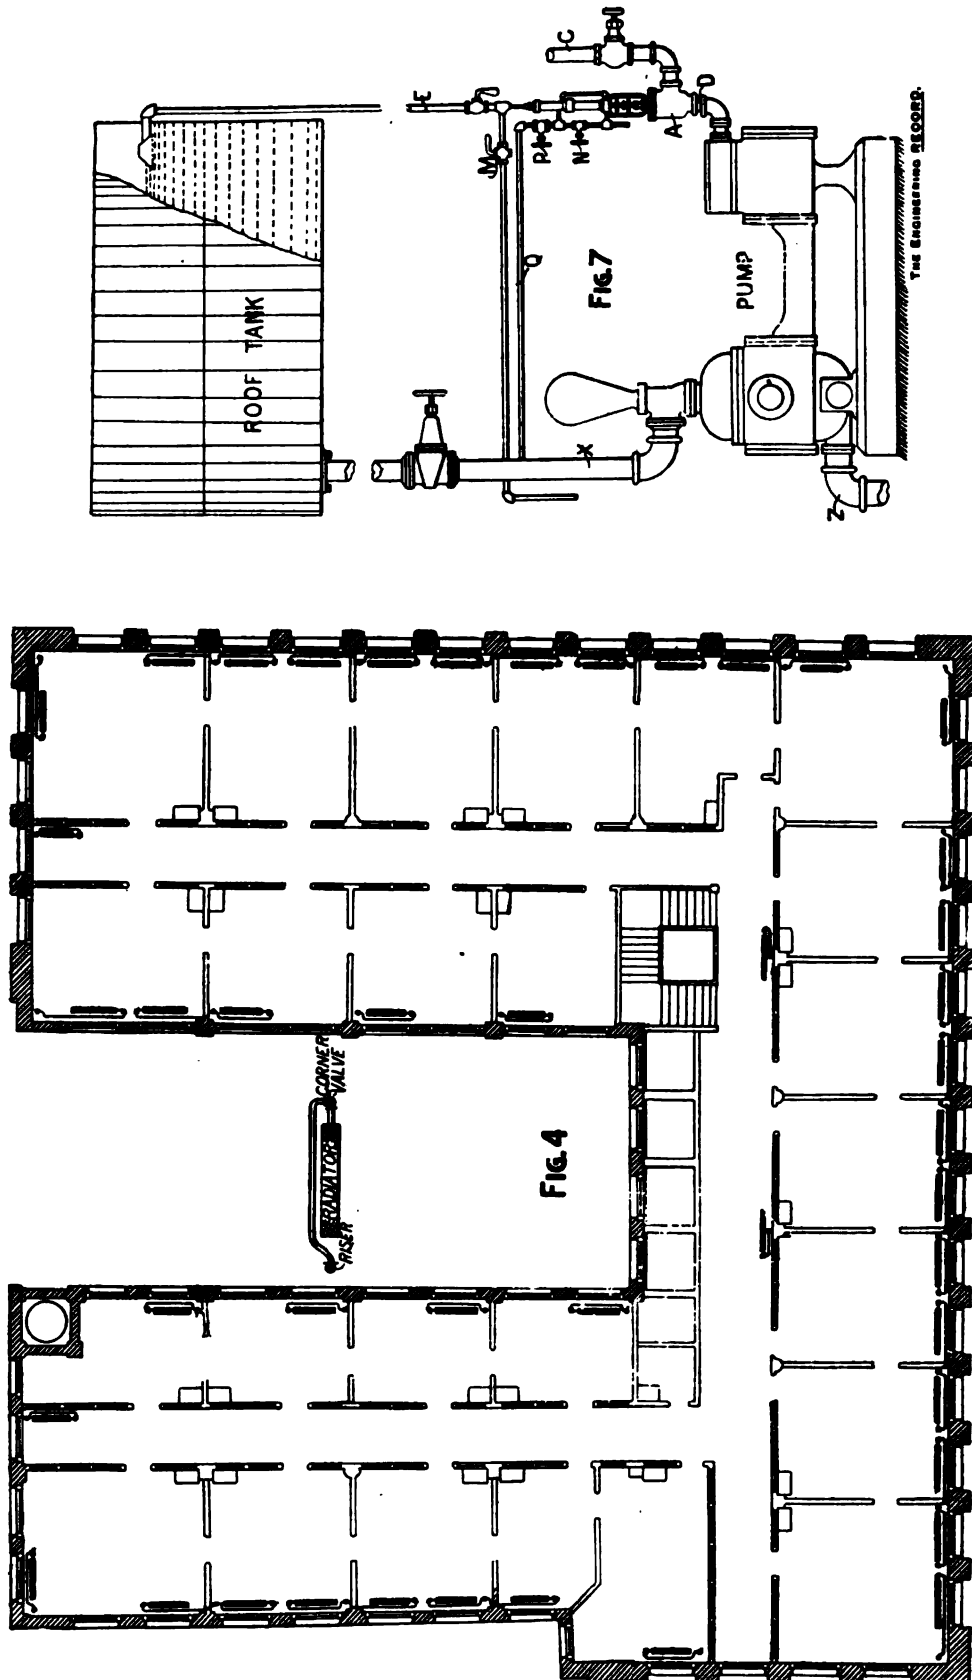 ROOF TANK
E
C
M
P
N
A
D
Q
X
Z
FIG. 7
PUMP
THE ENGINEERING RECORD.
CORNER
VALVE
RADIATOR
RISER
FIG. 4